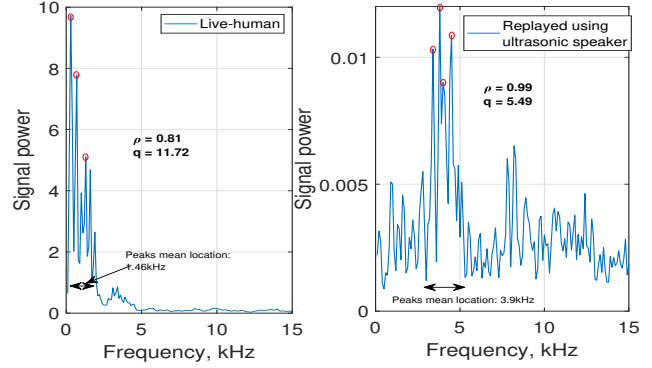 10
8
6
4
2
0
Signal power
Live-human
ρ = 0.81
q = 11.72
Peaks mean location:
1.46kHz
0
5
10
15
Frequency, kHz
0.01
0.005
0
Signal power
Replayed using
ultrasonic speaker
ρ = 0.99
q = 5.49
Peaks mean location: 3.9kHz
0
5
10
15
Frequency, kHz